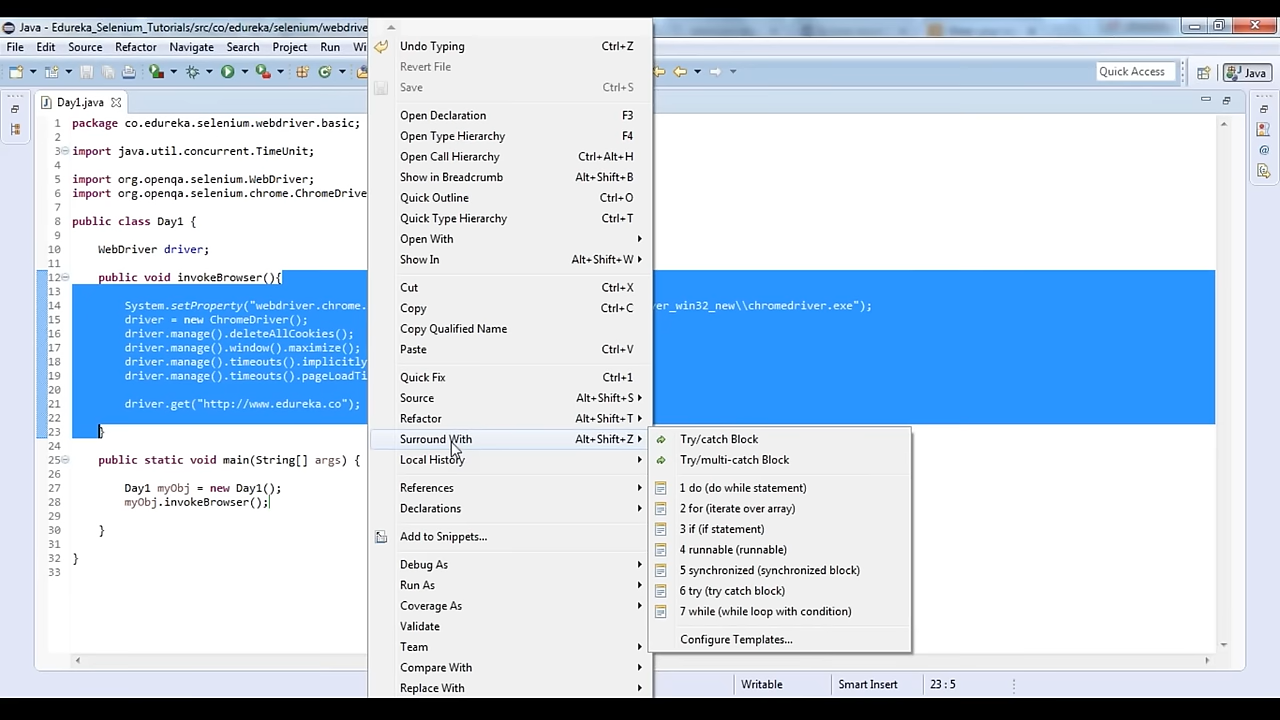 Java - Edureka_Selenium_Tutorials/src/co/edureka/selenium/webdrive
File Edit Source Refactor Navigate Search Project Run Wi
Quick Access Java
Day1.java
1 package co.edureka.selenium.webdriver.basic;
2
3 import java.util.concurrent.TimeUnit;
4
5 import org.openqa.selenium.WebDriver;
6 import org.openqa.selenium.chrome.ChromeDrive
7
8 public class Day1 {
9
10 WebDriver driver;
11
12 public void invokeBrowser(){
13
14 System.setProperty("webdriver.chrome. er_win32_new\\chromedriver.exe");
15 driver = new ChromeDriver();
16 driver.manage().deleteAllCookies();
17 driver.manage().window().maximize();
18 driver.manage().timeouts().implicitly
19 driver.manage().timeouts().pageLoadTi
20
21 driver.get("http://www.edureka.co");
22
23 }
24
25 public static void main(String[] args) {
26
27 Day1 myObj = new Day1();
28 myObj.invokeBrowser();
29
30 }
31
32 }
33
Undo Typing Ctrl+Z
Revert File
Save Ctrl+S
Open Declaration F3
Open Type Hierarchy F4
Open Call Hierarchy Ctrl+Alt+H
Show in Breadcrumb Alt+Shift+B
Quick Outline Ctrl+O
Quick Type Hierarchy Ctrl+T
Open With
Show In Alt+Shift+W
Cut Ctrl+X
Copy Ctrl+C
Copy Qualified Name
Paste Ctrl+V
Quick Fix Ctrl+1
Source Alt+Shift+S
Refactor Alt+Shift+T
Surround With Alt+Shift+Z
Local History
References
Declarations
Add to Snippets...
Debug As
Run As
Coverage As
Validate
Team
Compare With
Replace With
Try/catch Block
Try/multi-catch Block
1 do (do while statement)
2 for (iterate over array)
3 if (if statement)
4 runnable (runnable)
5 synchronized (synchronized block)
6 try (try catch block)
7 while (while loop with condition)
Configure Templates...
Writable Smart Insert 23 : 5